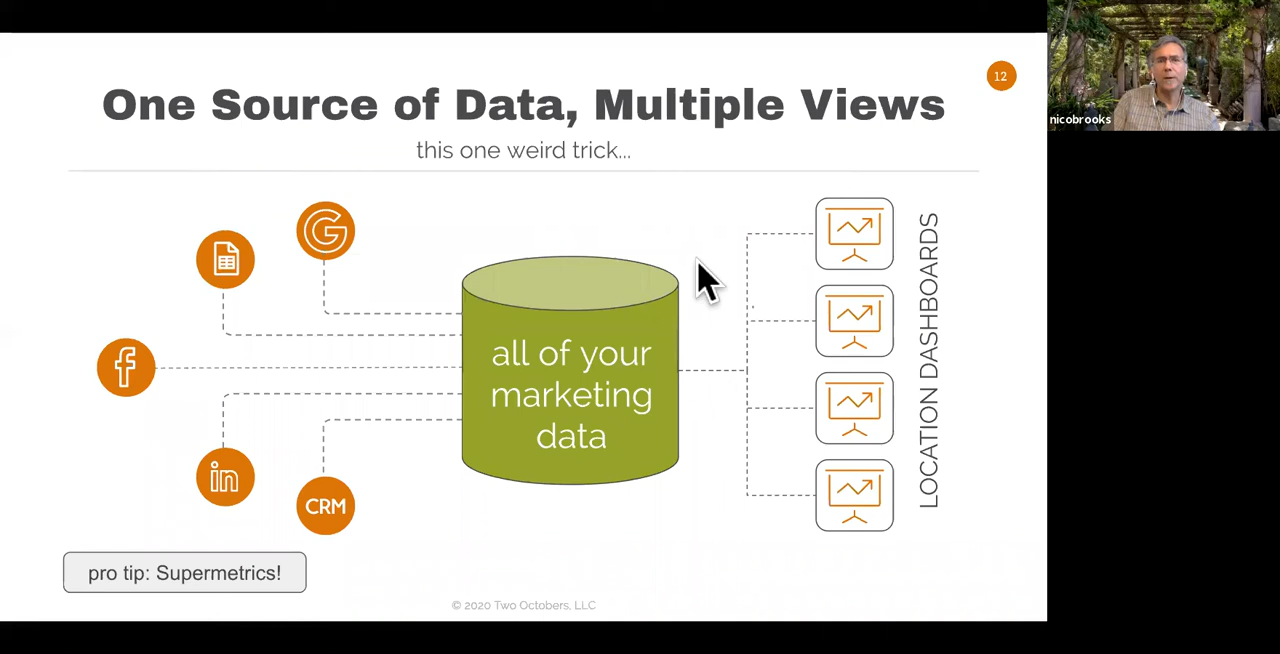 One Source of Data, Multiple Views
this one weird trick...
12
nicobrooks
G
f
in
CRM
all of your
marketing
data
LOCATION DASHBOARDS
pro tip: Supermetrics!
© 2020 Two Octobers, LLC